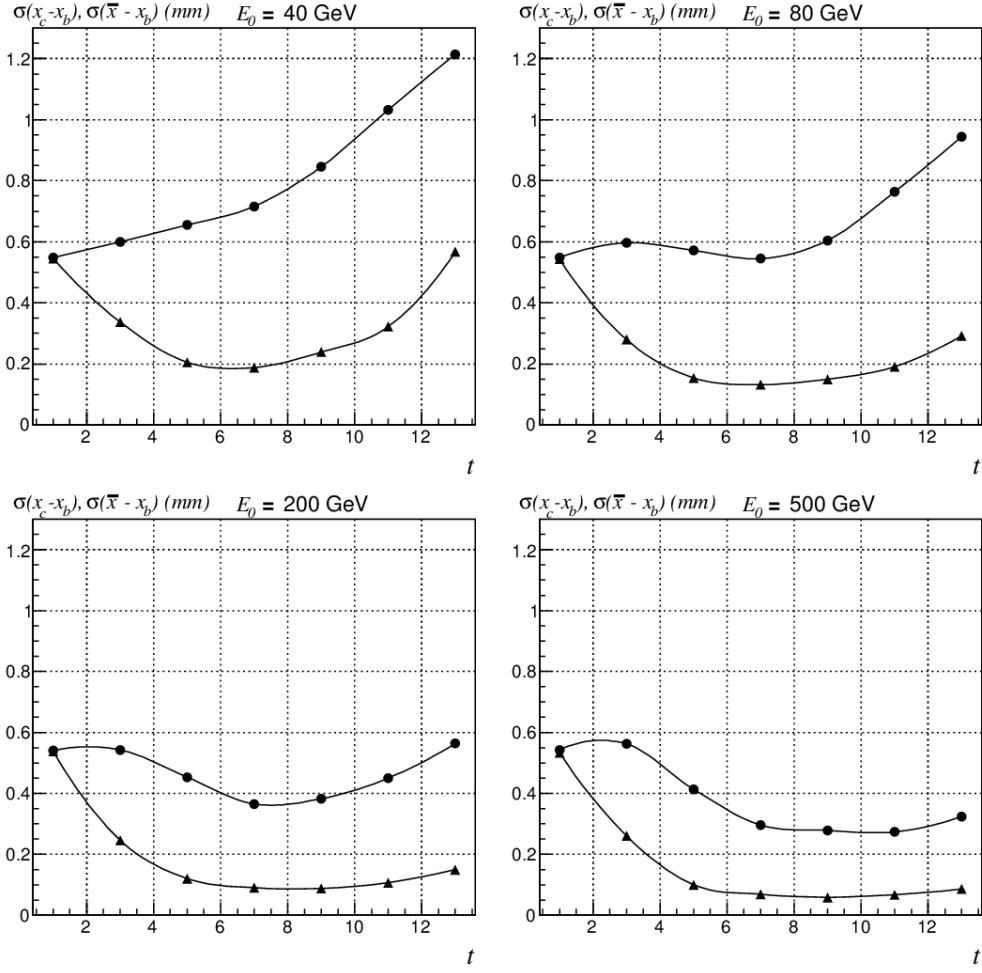 σ(x_c-x_b), σ(x̅ - x_b) (mm) E_0 = 40 GeV
1.2
1
0.8
0.6
0.4
0.2
0
2 4 6 8 10 12
t
σ(x_c-x_b), σ(x̅ - x_b) (mm) E_0 = 80 GeV
1.2
1
0.8
0.6
0.4
0.2
0
2 4 6 8 10 12
t
σ(x_c-x_b), σ(x̅ - x_b) (mm) E_0 = 200 GeV
1.2
1
0.8
0.6
0.4
0.2
0
2 4 6 8 10 12
t
σ(x_c-x_b), σ(x̅ - x_b) (mm) E_0 = 500 GeV
1.2
1
0.8
0.6
0.4
0.2
0
2 4 6 8 10 12
t